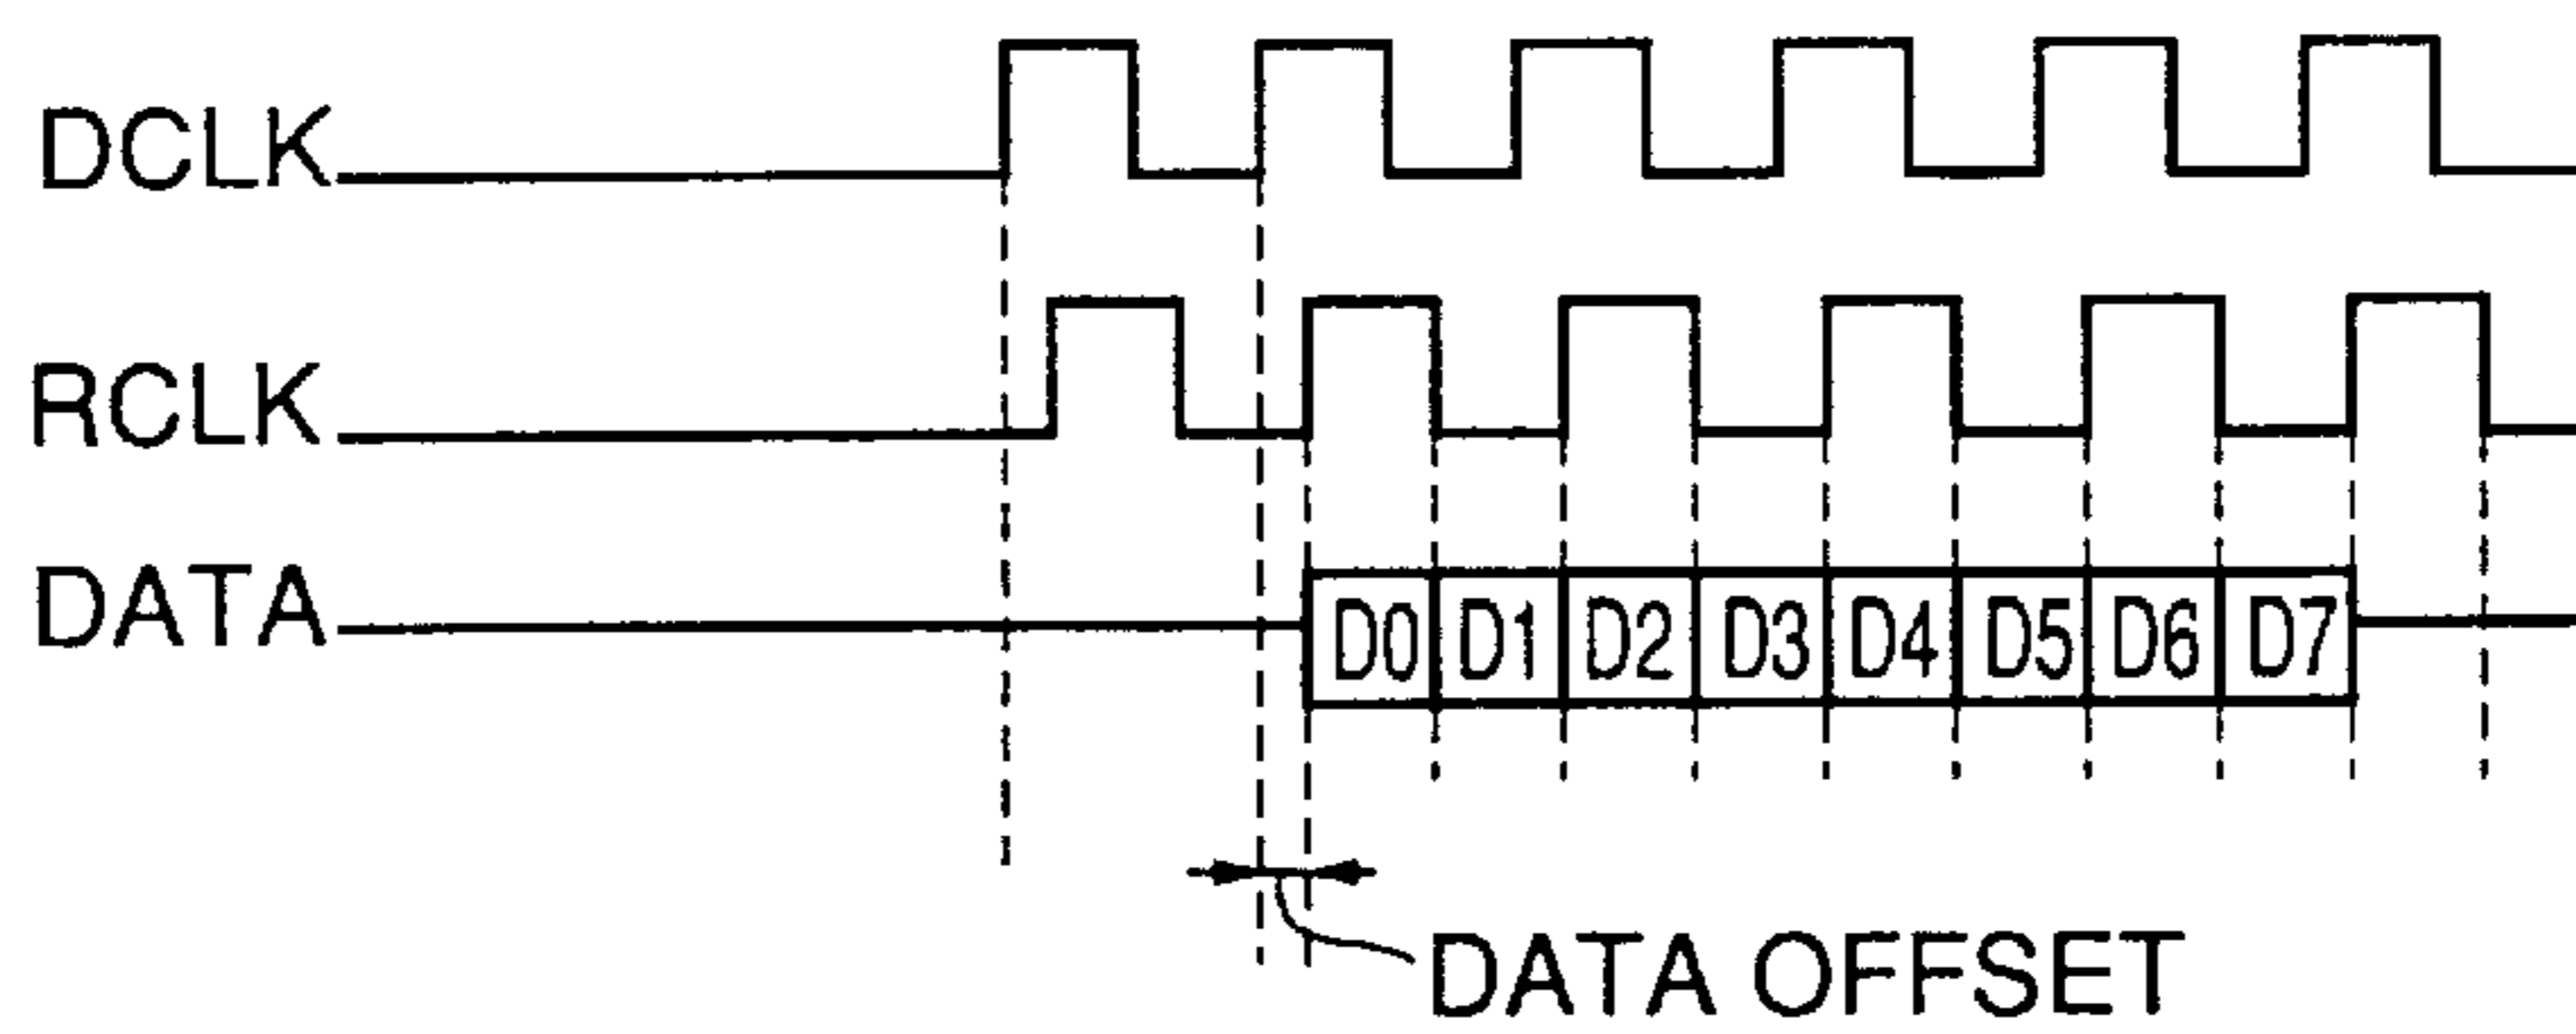 DCLK
RCLK
DATA
D0 D1 D2 D3 D4 D5 D6 D7
DATA OFFSET